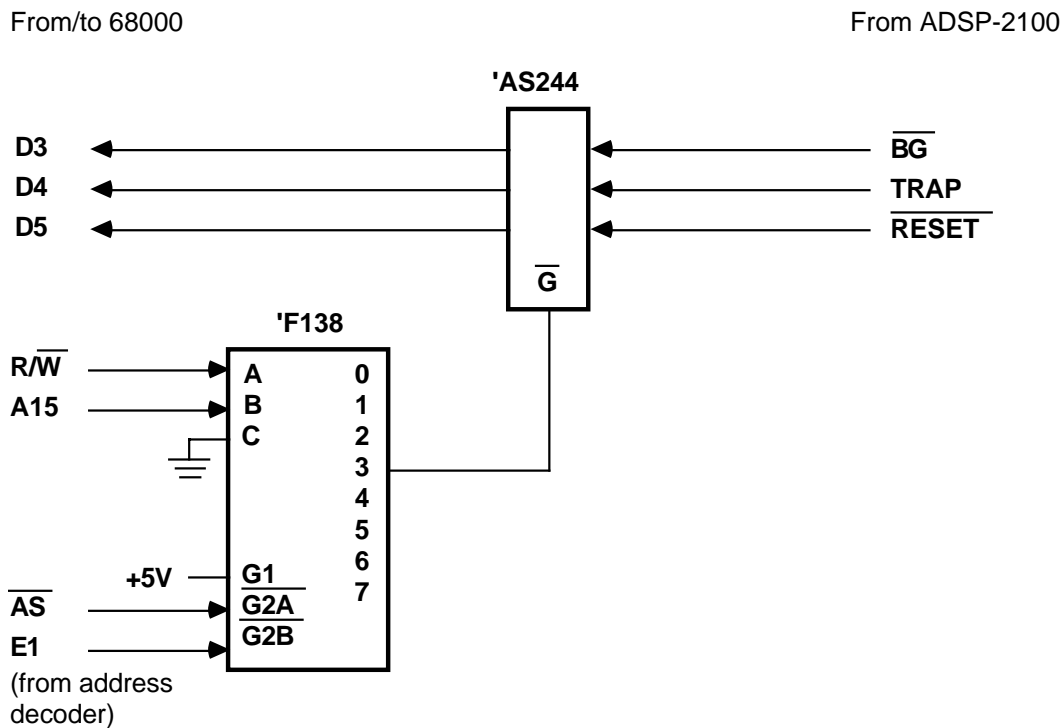 From/to 68000
From ADSP-2100
'AS244
D3
BG
D4
TRAP
D5
RESET
G
'F138
R/W
A
0
A15
B
1
C
2
3
4
5
6
+5V
G1
7
AS
G2A
G2B
E1
(from address
decoder)